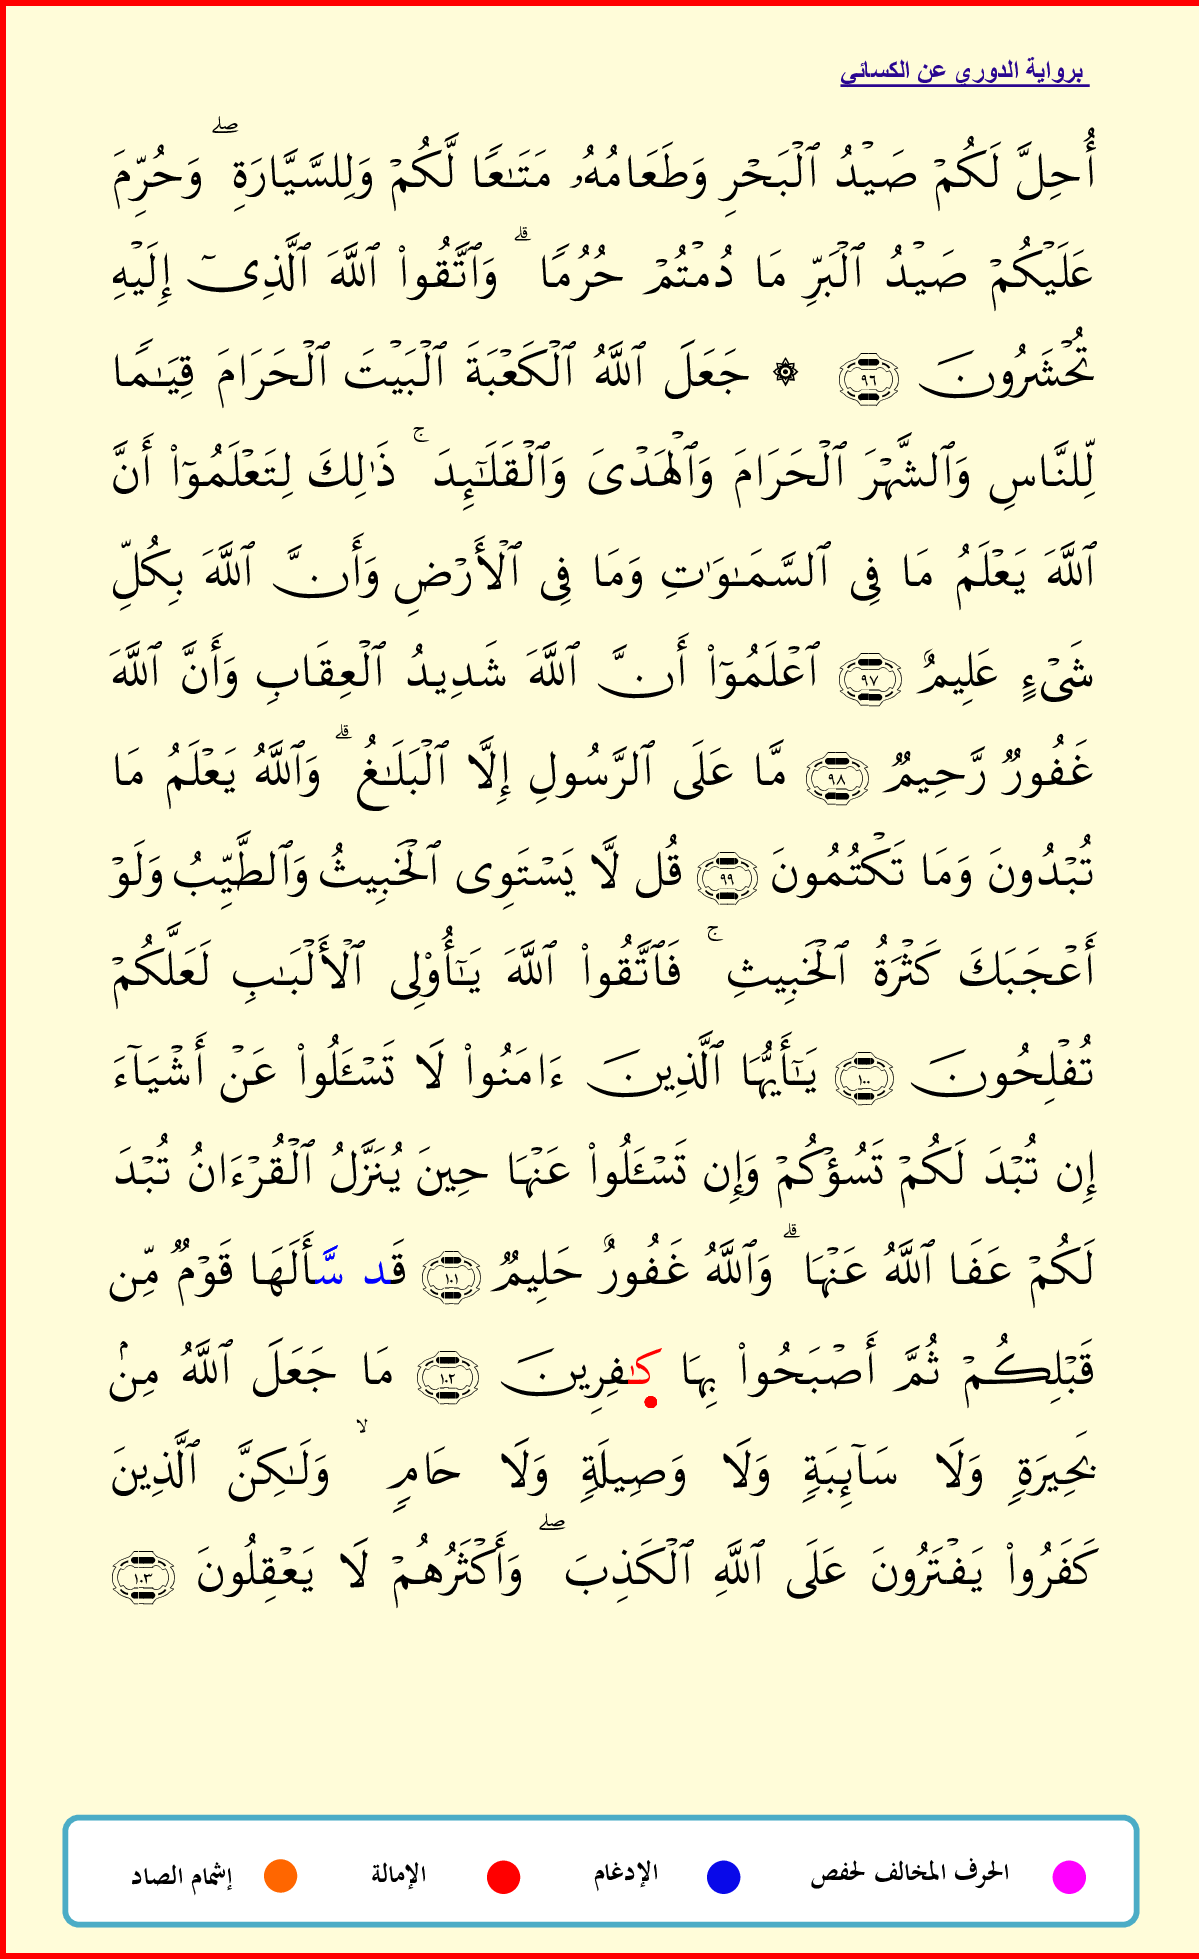 برواية الدوري عن الكسائي
أُحِلَّ لَكُمۡ صَيۡدُ ٱلۡبَحۡرِ وَطَعَامُهُۥ مَتَٰعٗا لَّكُمۡ وَلِلسَّيَّارَةِۖ وَحُرِّمَ
عَلَيۡكُمۡ صَيۡدُ ٱلۡبَرِّ مَا دُمۡتُمۡ حُرُمٗاۗ وَٱتَّقُواْ ٱللَّهَ ٱلَّذِيٓ إِلَيۡهِ
تُحۡشَرُونَ ٩٦ ۞ جَعَلَ ٱللَّهُ ٱلۡكَعۡبَةَ ٱلۡبَيۡتَ ٱلۡحَرَامَ قِيَٰمٗا
لِّلنَّاسِ وَٱلشَّهۡرَ ٱلۡحَرَامَ وَٱلۡهَدۡيَ وَٱلۡقَلَٰٓئِدَۚ ذَٰلِكَ لِتَعۡلَمُوٓاْ أَنَّ
ٱللَّهَ يَعۡلَمُ مَا فِي ٱلسَّمَٰوَٰتِ وَمَا فِي ٱلۡأَرۡضِ وَأَنَّ ٱللَّهَ بِكُلِّ
شَيۡءٍ عَلِيمٌ ٩٧ ٱعۡلَمُوٓاْ أَنَّ ٱللَّهَ شَدِيدُ ٱلۡعِقَابِ وَأَنَّ ٱللَّهَ
غَفُورٞ رَّحِيمٞ ٩٨ مَّا عَلَى ٱلرَّسُولِ إِلَّا ٱلۡبَلَٰغُۗ وَٱللَّهُ يَعۡلَمُ مَا
تُبۡدُونَ وَمَا تَكۡتُمُونَ ٩٩ قُل لَّا يَسۡتَوِي ٱلۡخَبِيثُ وَٱلطَّيِّبُ وَلَوۡ
أَعۡجَبَكَ كَثۡرَةُ ٱلۡخَبِيثِۚ فَٱتَّقُواْ ٱللَّهَ يَٰٓأُوْلِي ٱلۡأَلۡبَٰبِ لَعَلَّكُمۡ
تُفۡلِحُونَ ١٠٠ يَٰٓأَيُّهَا ٱلَّذِينَ ءَامَنُواْ لَا تَسۡـَٔلُواْ عَنۡ أَشۡيَآءَ
إِن تُبۡدَ لَكُمۡ تَسُؤۡكُمۡ وَإِن تَسۡـَٔلُواْ عَنۡهَا حِينَ يُنَزَّلُ ٱلۡقُرۡءَانُ تُبۡدَ
لَكُمۡ عَفَا ٱللَّهُ عَنۡهَاۗ وَٱللَّهُ غَفُورٌ حَلِيمٞ ١٠١ قَد سَّأَلَهَا قَوۡمٞ مِّن
قَبۡلِكُمۡ ثُمَّ أَصۡبَحُواْ بِهَا كَٰفِرِينَ ١٠٢ مَا جَعَلَ ٱللَّهُ مِنۢ
بَحِيرَةٖ وَلَا سَآئِبَةٖ وَلَا وَصِيلَةٖ وَلَا حَامٖ ۙ وَلَٰكِنَّ ٱلَّذِينَ
كَفَرُواْ يَفۡتَرُونَ عَلَى ٱللَّهِ ٱلۡكَذِبَۖ وَأَكۡثَرُهُمۡ لَا يَعۡقِلُونَ ١٠٣
الحرف المخالف لحفص الإدغام الإمالة إشمام الصاد